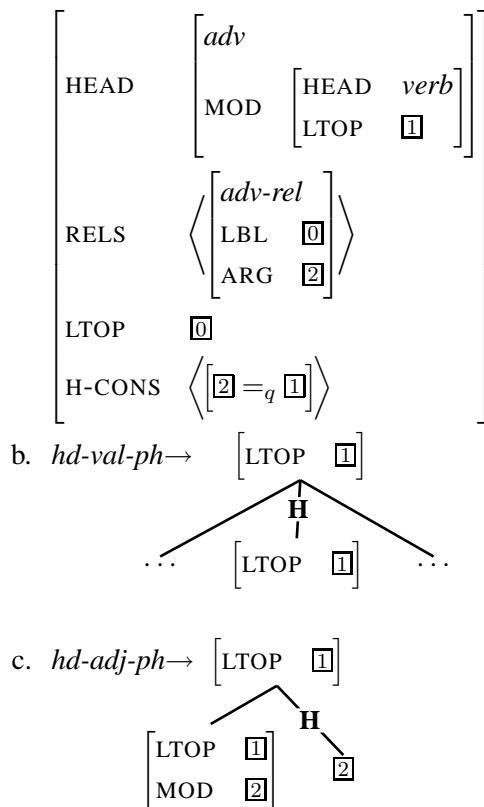 adv
HEAD MOD HEAD verb
LTOP 1
adv-rel
RELS ⟨ LBL 0 ⟩
ARG 2
LTOP 0
H-CONS ⟨[ 2 =q 1 ]⟩
b. hd-val-ph→ [LTOP 1]
H
... [LTOP 1] ...
c. hd-adj-ph→ [LTOP 1]
H
LTOP 1
MOD 2
2